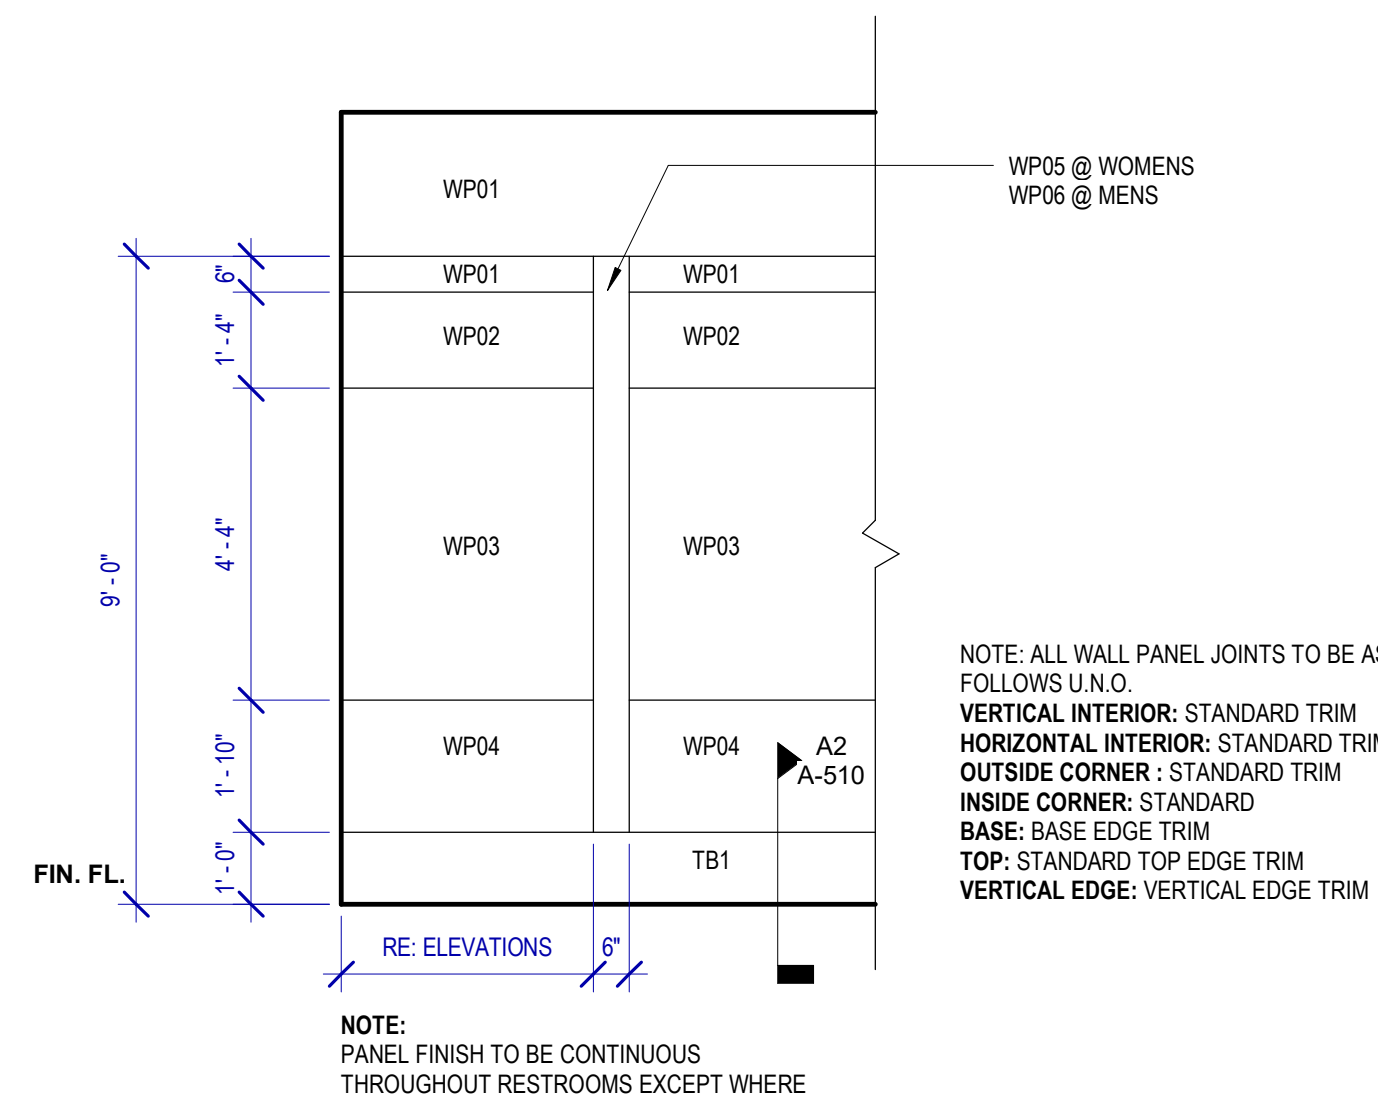 WP05 @ WOMENS
WP06 @ MENS
WP01
WP01
WP01
6"
WP02
WP02
1' - 4"
WP03
WP03
4' - 4"
9' - 0"
WP04
WP04
1' - 10"
A2
A-510
TB1
1' - 0"
FIN. FL.
RE: ELEVATIONS
6"
NOTE: ALL WALL PANEL JOINTS TO BE AS
FOLLOWS U.N.O.
VERTICAL INTERIOR: STANDARD TRIM
HORIZONTAL INTERIOR: STANDARD TRIM
OUTSIDE CORNER : STANDARD TRIM
INSIDE CORNER: STANDARD
BASE: BASE EDGE TRIM
TOP: STANDARD TOP EDGE TRIM
VERTICAL EDGE: VERTICAL EDGE TRIM
NOTE:
PANEL FINISH TO BE CONTINUOUS
THROUGHOUT RESTROOMS EXCEPT WHERE